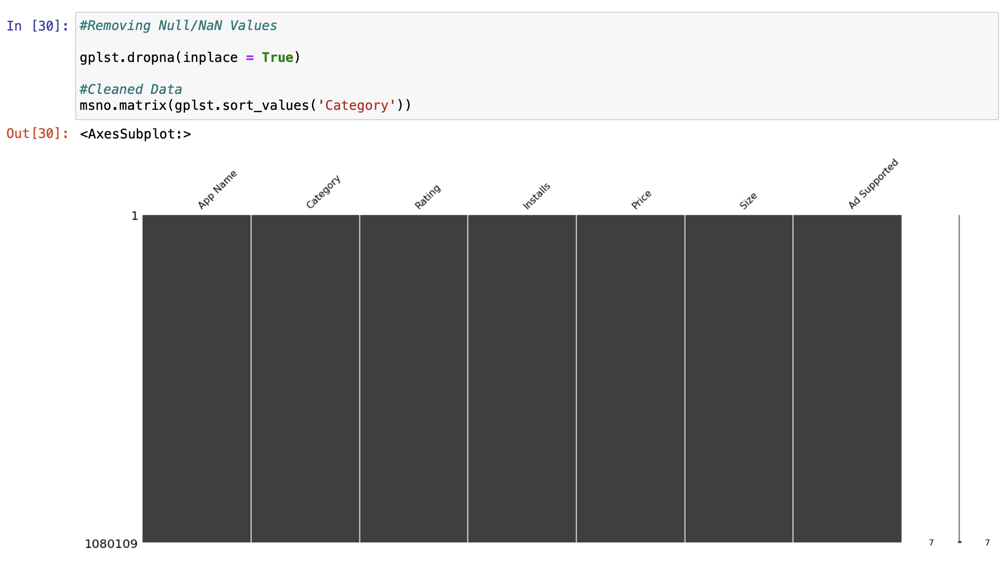 In [30]:
#Removing Null/NaN Values
gplst.dropna(inplace = True)
#Cleaned Data
msno.matrix(gplst.sort_values('Category'))
Out[30]: <AxesSubplot:>
App Name Category Rating Installs Price Size Ad Supported
1
1080109
7 7